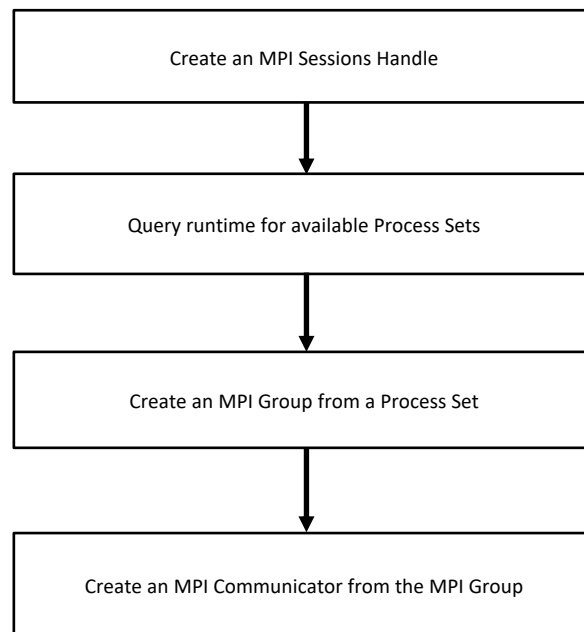 Create an MPI Sessions Handle
Query runtime for available Process Sets
Create an MPI Group from a Process Set
Create an MPI Communicator from the MPI Group